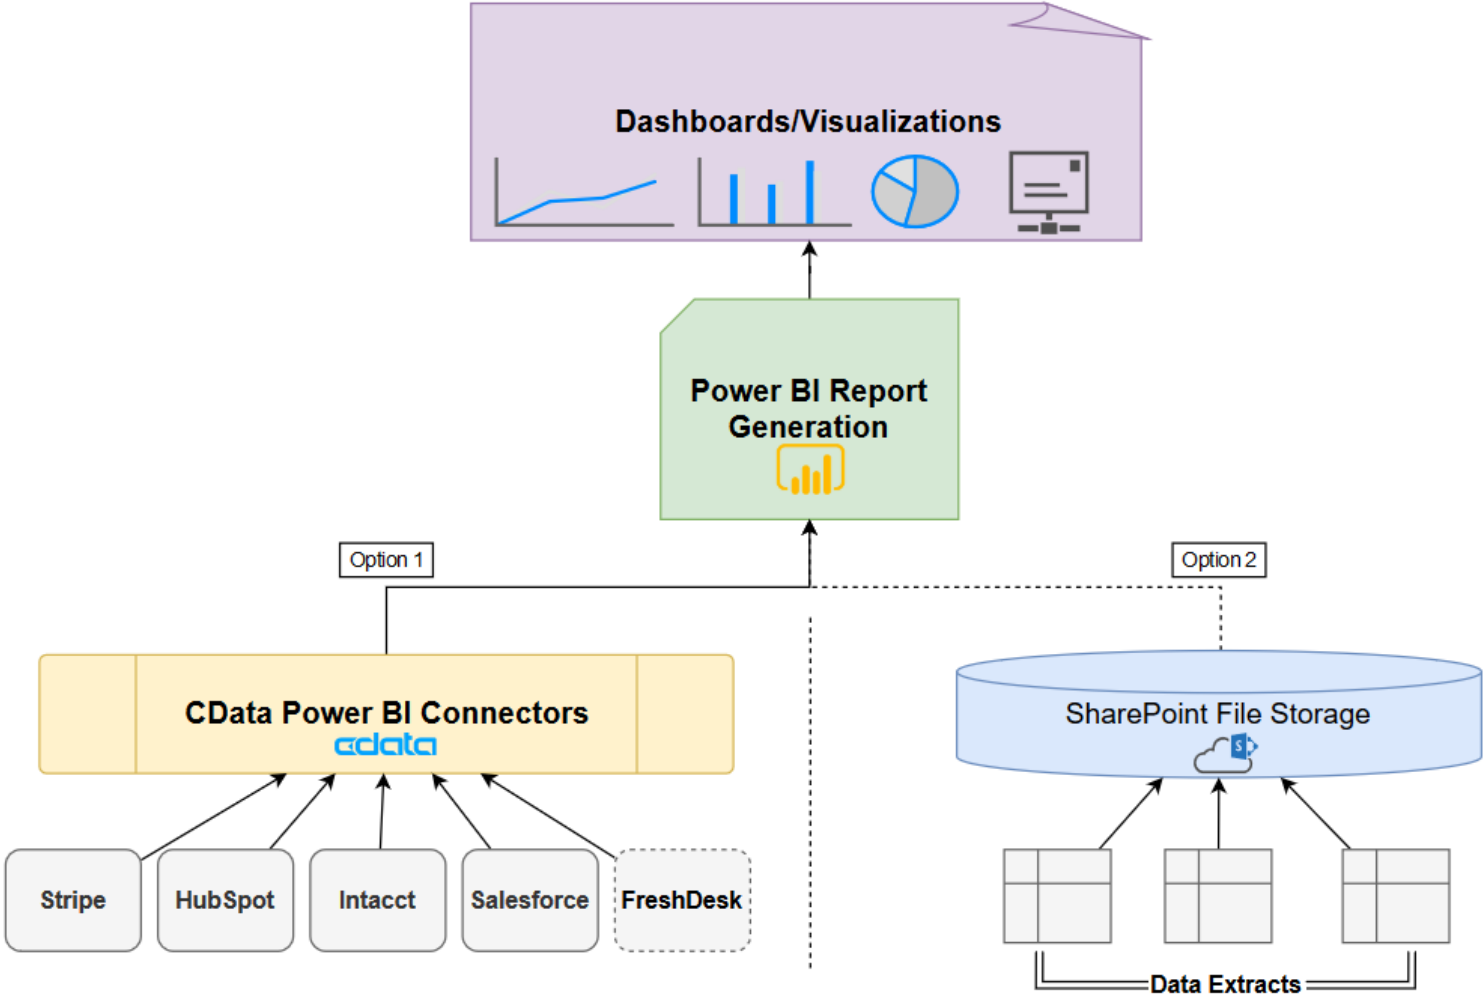 Dashboards/Visualizations
Power BI Report
Generation
Option 1
Option 2
CData Power BI Connectors
cdata
SharePoint File Storage
S
Stripe
HubSpot
Intacct
Salesforce
FreshDesk
Data Extracts